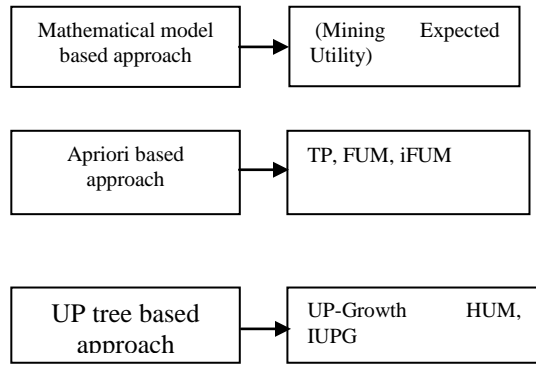 Mathematical model
based approach
(Mining Expected
Utility)
Apriori based
approach
TP, FUM, iFUM
UP tree based
approach
UP-Growth HUM,
IUPG